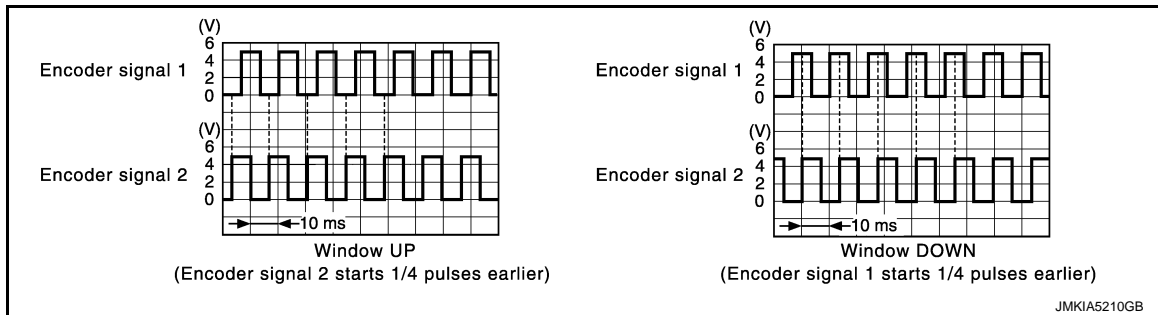 (V)
6
4
2
0
Encoder signal 1
(V)
6
4
2
0
Encoder signal 2
10 ms
Window UP
(Encoder signal 2 starts 1/4 pulses earlier)
(V)
6
4
2
0
Encoder signal 1
(V)
6
4
2
0
Encoder signal 2
10 ms
Window DOWN
(Encoder signal 1 starts 1/4 pulses earlier)
JMKIA5210GB